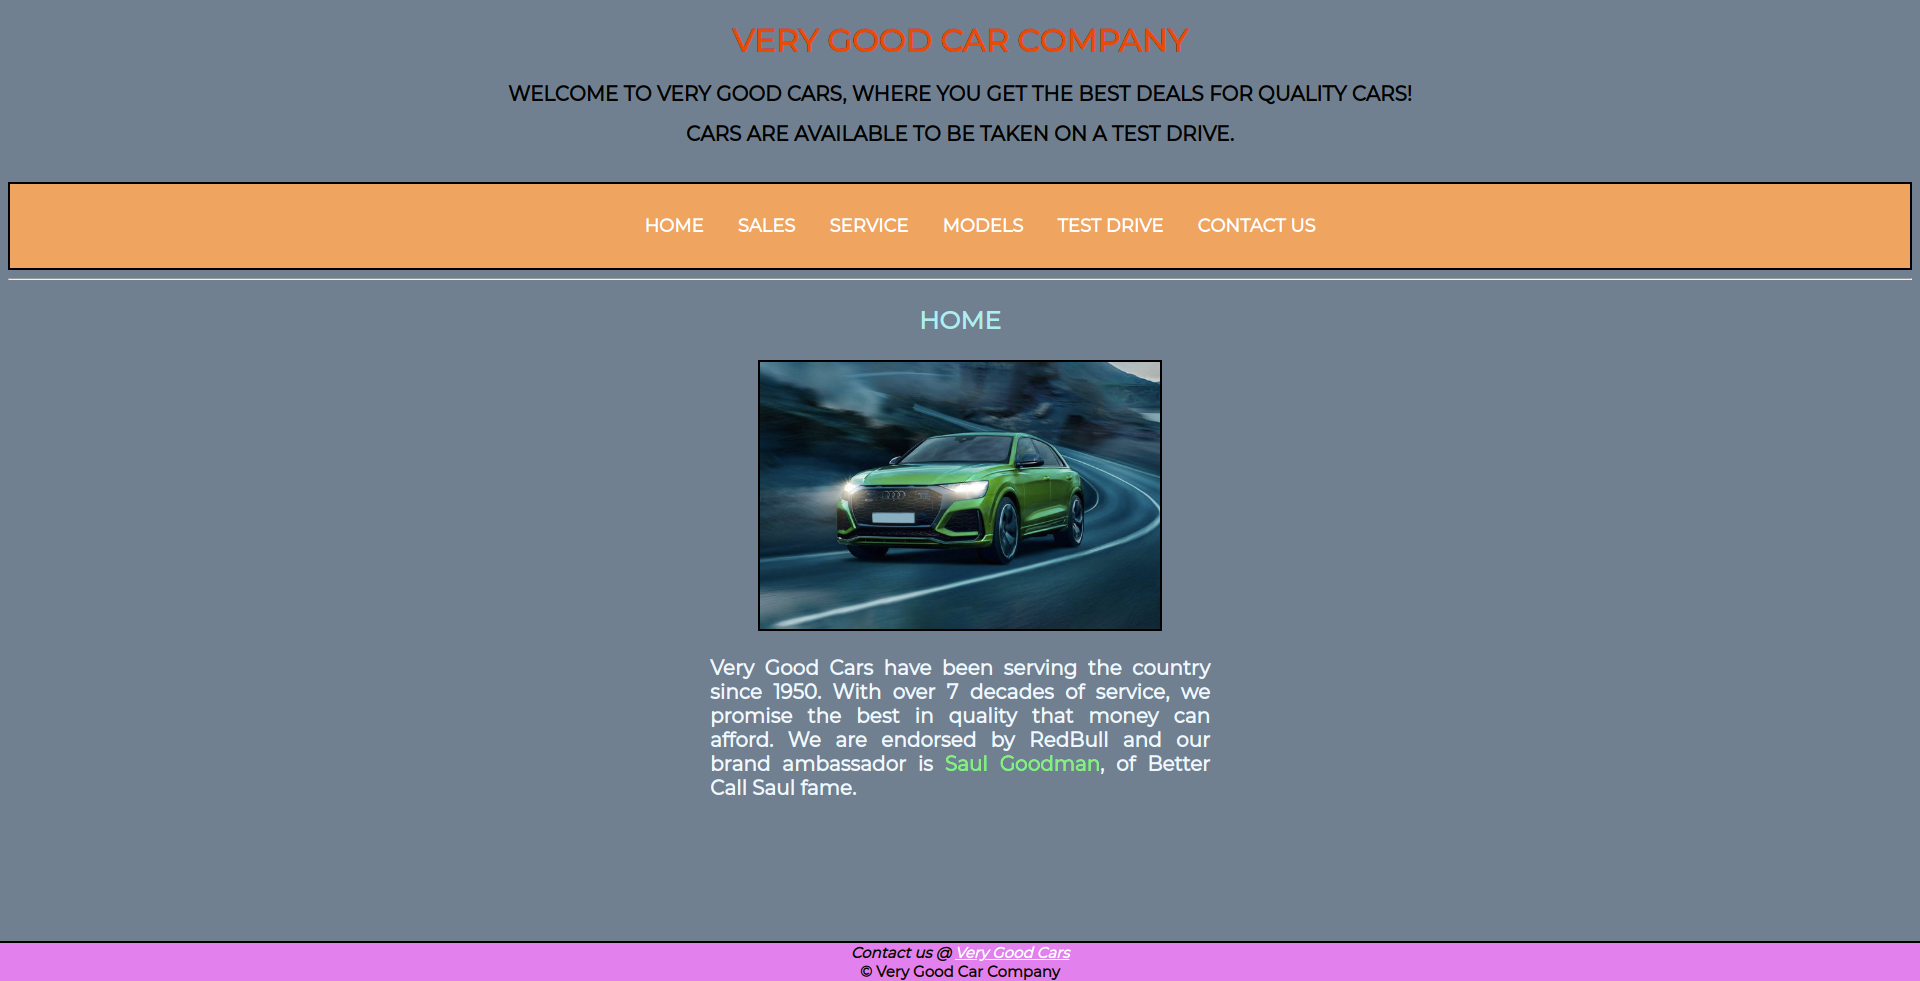 VERY GOOD CAR COMPANY
WELCOME TO VERY GOOD CARS, WHERE YOU GET THE BEST DEALS FOR QUALITY CARS!
CARS ARE AVAILABLE TO BE TAKEN ON A TEST DRIVE.
HOME SALES SERVICE MODELS TEST DRIVE CONTACT US
HOME
Very Good Cars have been serving the country
since 1950. With over 7 decades of service, we
promise the best in quality that money can
afford. We are endorsed by RedBull and our
brand ambassador is Saul Goodman, of Better
Call Saul fame.
Contact us @ Very Good Cars
© Very Good Car Company